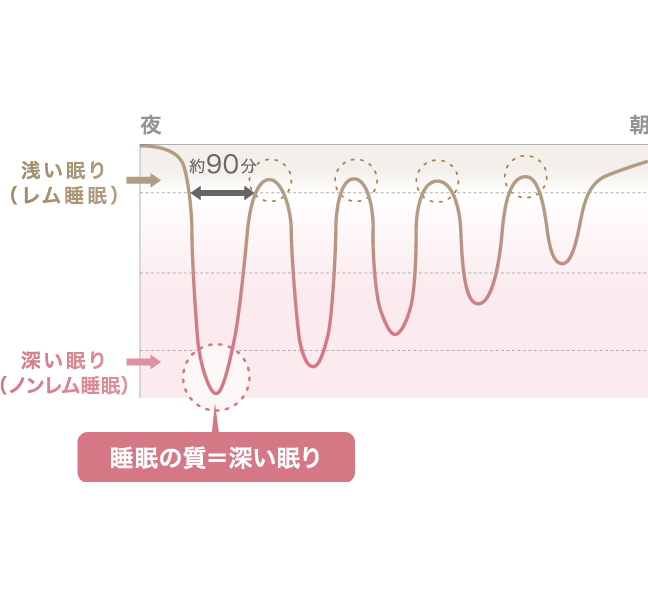 夜
朝
約90分
浅い眠り
（レム睡眠）
深い眠り
（ノンレム睡眠）
睡眠の質＝深い眠り